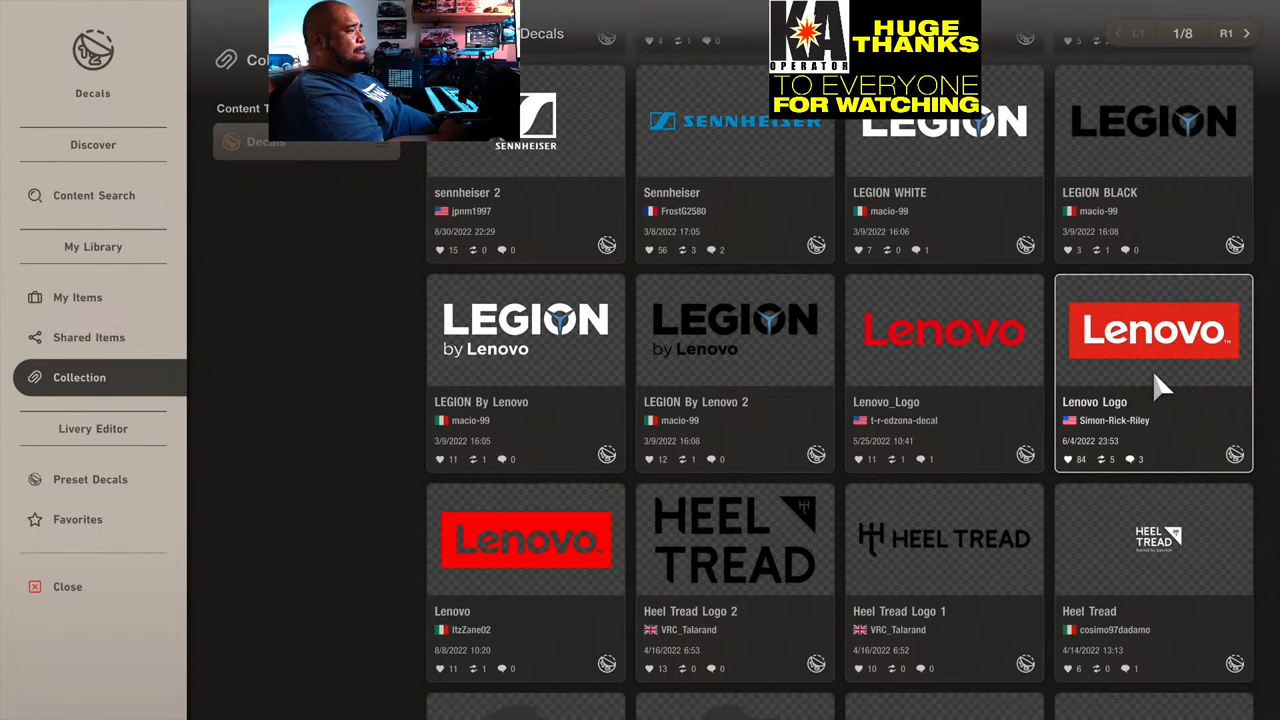 Decals
Discover
Content Search
My Library
My Items
Shared Items
Collection
Livery Editor
Preset Decals
Favorites
Close
Content T
Decals
Decals
KA
OPERATOR
HUGE
THANKS
TO EVERYONE
FOR WATCHING
L1
1/8
R1
4 1 0
5
SENNHEISER
sennheiser 2
jpnm1997
8/30/2022 22:29
15 0 0
SENNHEISER
Sennheiser
FrostG2580
3/8/2022 17:05
56 3 2
LEGION
LEGION WHITE
macio-99
3/9/2022 16:06
7 0 1
LEGION
LEGION BLACK
macio-99
3/9/2022 16:08
3 1 0
LEGION
by Lenovo
LEGION By Lenovo
macio-99
3/9/2022 16:05
11 1 0
LEGION
by Lenovo
LEGION By Lenovo 2
macio-99
3/9/2022 16:08
12 1 0
Lenovo
Lenovo_Logo
t-r-edzona-decal
5/25/2022 10:41
11 1 1
Lenovo™
Lenovo Logo
Simon-Rick-Riley
6/4/2022 23:53
84 5 3
Lenovo
Lenovo
ItzZane02
8/8/2022 10:20
11 1 0
HEEL
TREAD
Heel Tread Logo 2
VRC_Talarand
4/16/2022 6:53
13 0 0
HEEL TREAD
Heel Tread Logo 1
VRC_Talarand
4/16/2022 6:52
10 0 0
HEEL
TREAD
Heel Tread
cosimo97dadamo
4/14/2022 13:13
6 0 1